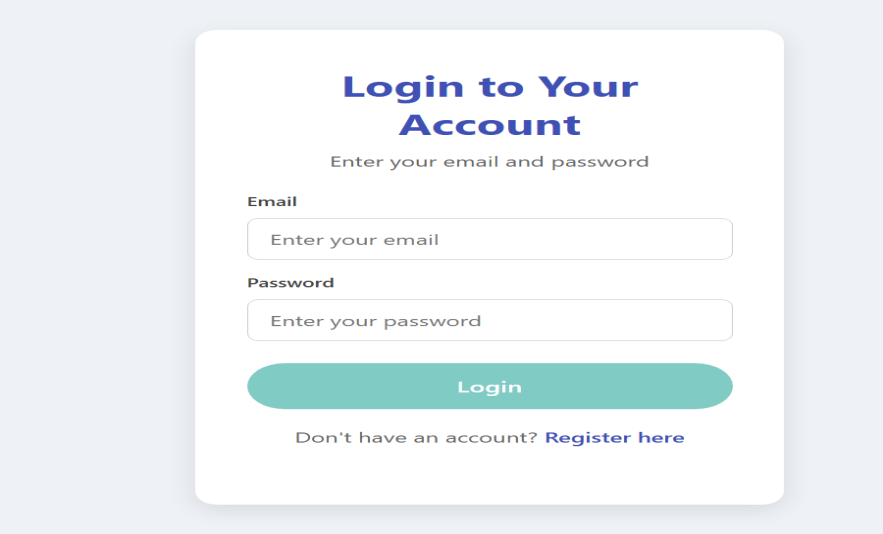 Login to Your
Account
Enter your email and password
Email
Enter your email
Password
Enter your password
Login
Don't have an account? Register here